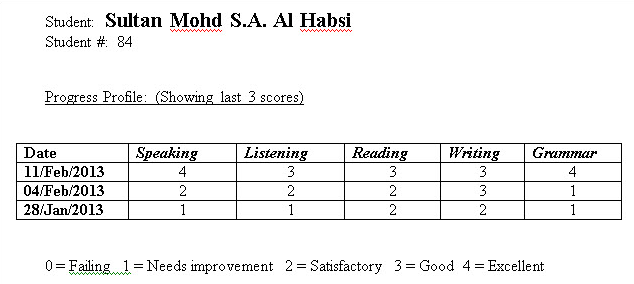 Student: Sultan Mohd S.A. Al Habsi
Student #: 84
Progress Profile: (Showing last 3 scores)
Date Speaking Listening Reading Writing Grammar
11/Feb/2013 4 3 3 3 4
04/Feb/2013 2 2 2 3 1
28/Jan/2013 1 1 2 2 1
0 = Failing 1 = Needs improvement 2 = Satisfactory 3 = Good 4 = Excellent